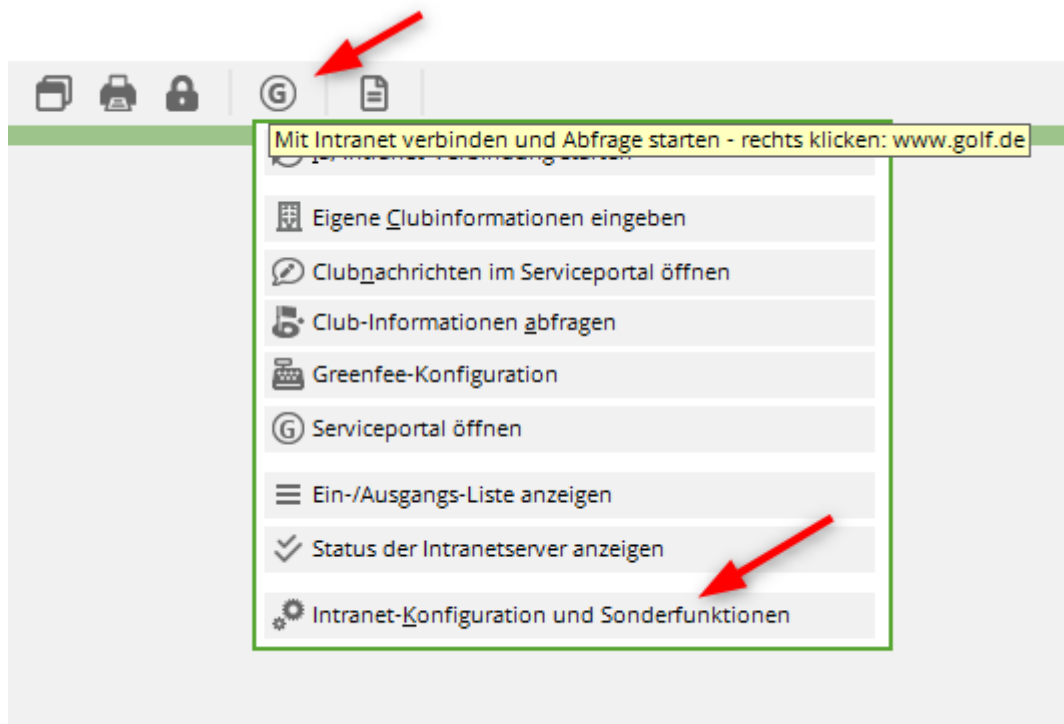 G
Mit Intranet verbinden und Abfrage starten - rechts klicken: www.golf.de
Eigene Clubinformationen eingeben
Clubnachrichten im Serviceportal öffnen
Club-Informationen abfragen
Greenfee-Konfiguration
G Serviceportal öffnen
Ein-/Ausgangs-Liste anzeigen
Status der Intranetserver anzeigen
Intranet-Konfiguration und Sonderfunktionen